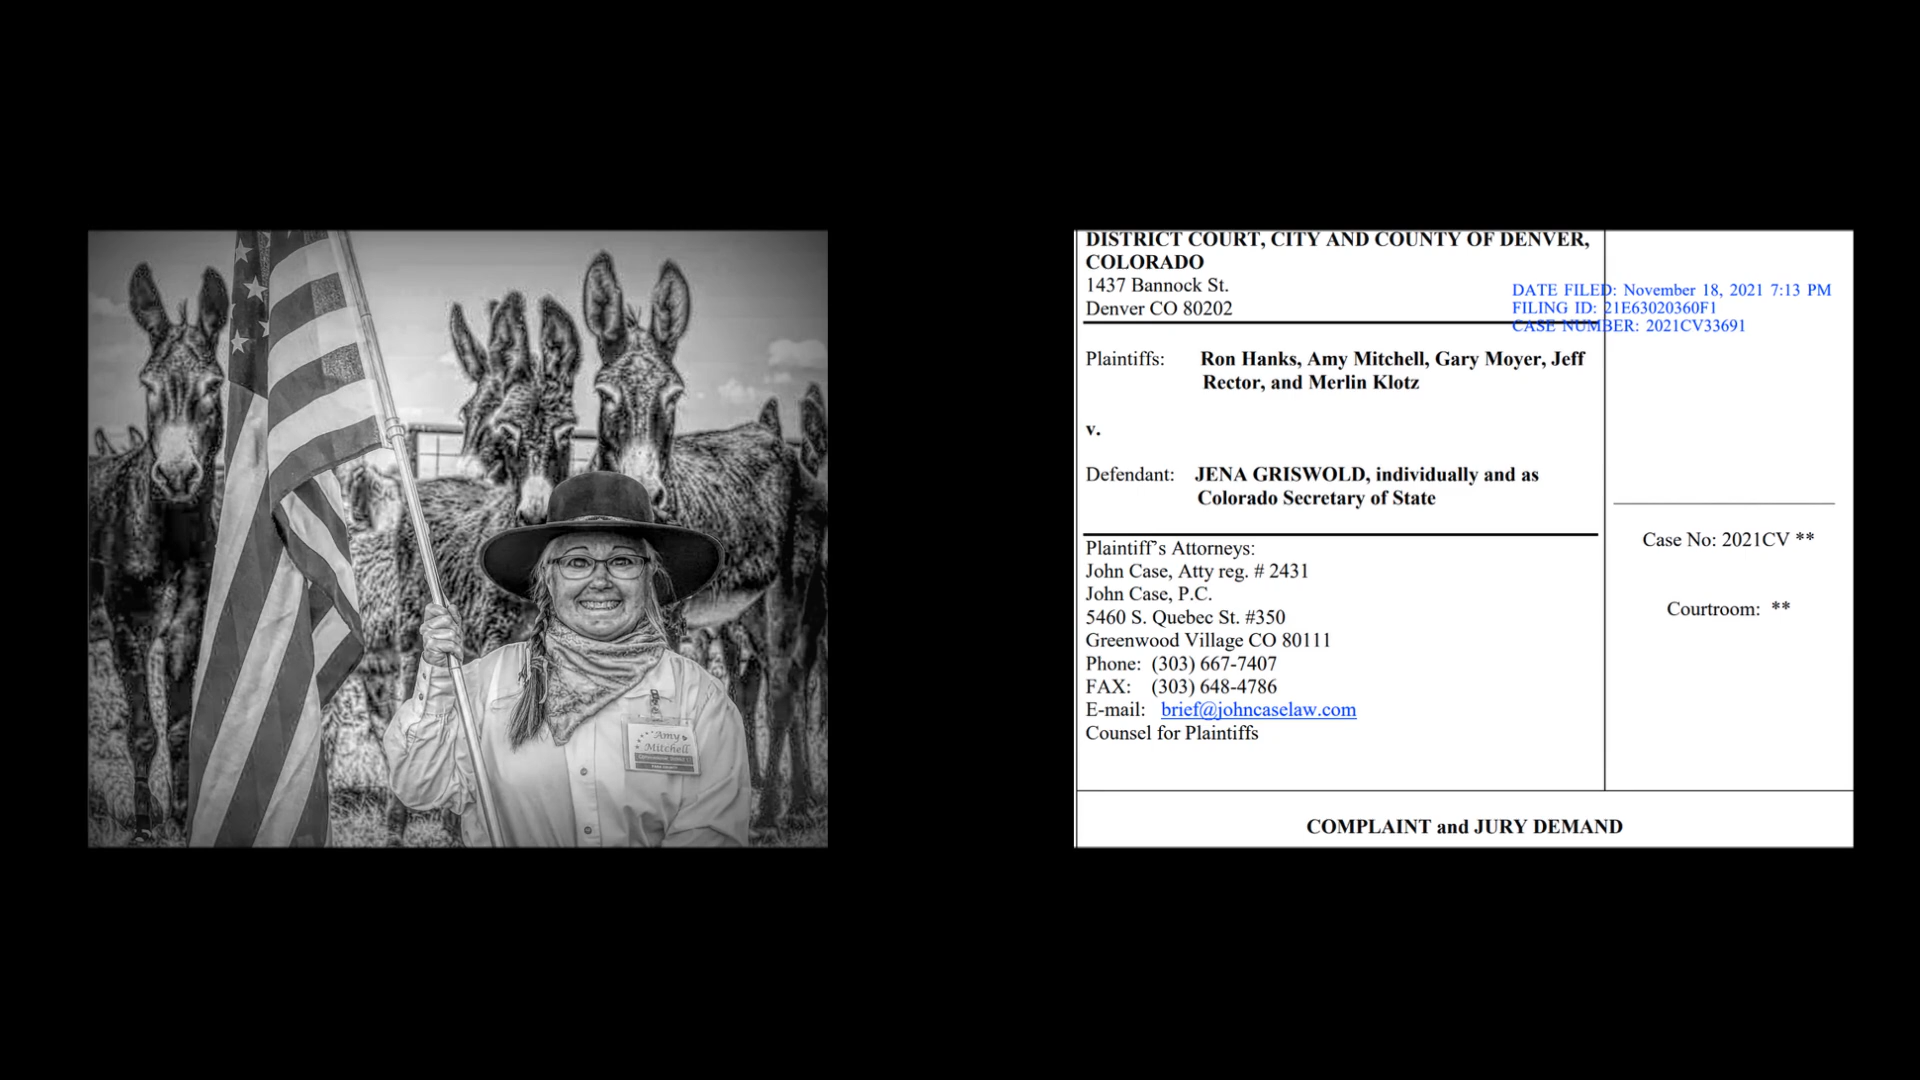 Amy
Mitchell
DISTRICT COURT, CITY AND COUNTY OF DENVER,
COLORADO
1437 Bannock St.
Denver CO 80202
DATE FILED: November 18, 2021 7:13 PM
FILING ID: 21E63020360F1
CASE NUMBER: 2021CV33691
Plaintiffs: Ron Hanks, Amy Mitchell, Gary Moyer, Jeff
Rector, and Merlin Klotz
v.
Defendant: JENA GRISWOLD, individually and as
Colorado Secretary of State
Plaintiff’s Attorneys:
John Case, Atty reg. # 2431
John Case, P.C.
5460 S. Quebec St. #350
Greenwood Village CO 80111
Phone: (303) 667-7407
FAX: (303) 648-4786
E-mail: brief@johncaselaw.com
Counsel for Plaintiffs
Case No: 2021CV **
Courtroom: **
COMPLAINT and JURY DEMAND